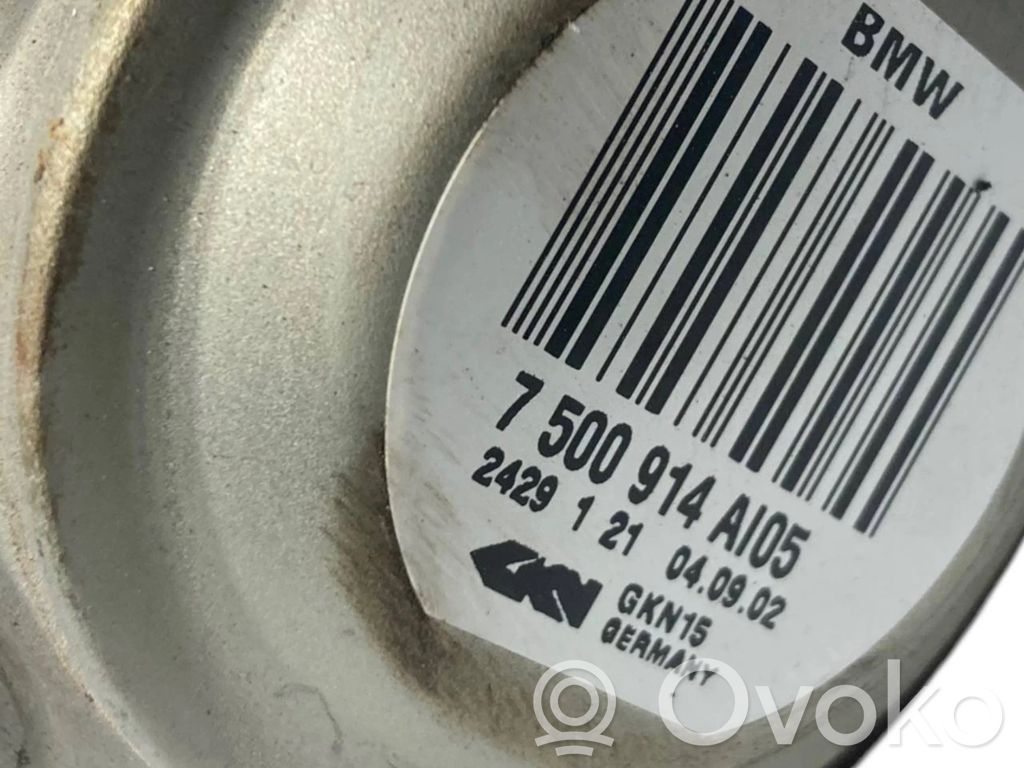 BMW
7 500 914 AI05
2429 1 21 04.09.02
GKN GKN15
GERMANY
Ovoko